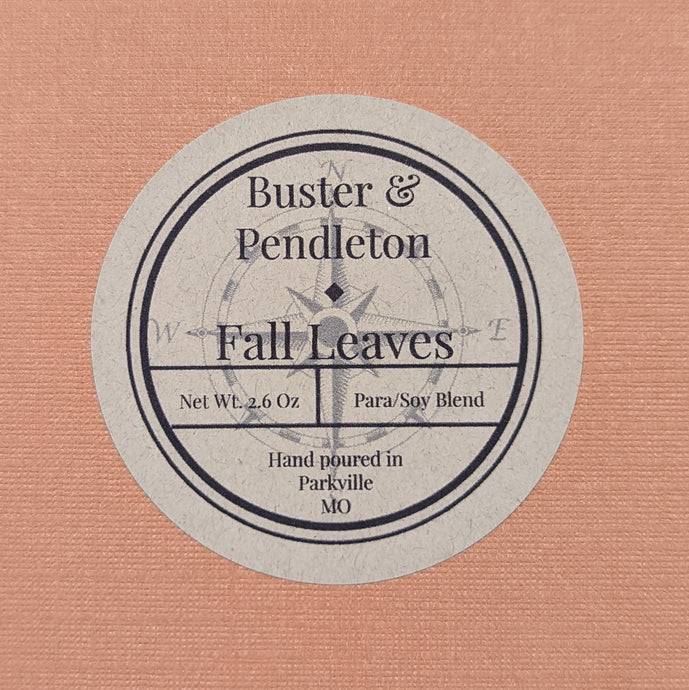 N
Buster &
Pendleton
W E
Fall Leaves
Net Wt. 2.6 Oz Para/Soy Blend
Hand poured in
Parkville
MO